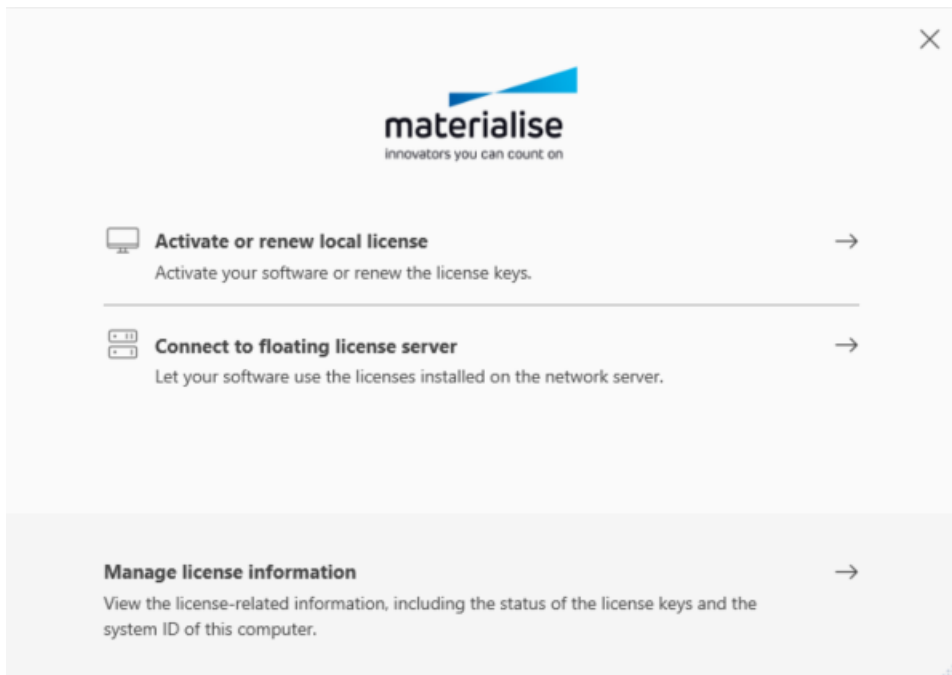 materialise
innovators you can count on
Activate or renew local license
Activate your software or renew the license keys.
Connect to floating license server
Let your software use the licenses installed on the network server.
Manage license information
View the license-related information, including the status of the license keys and the
system ID of this computer.